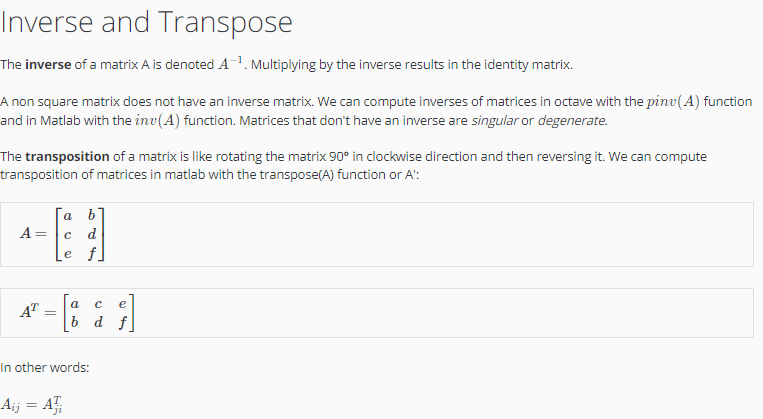 Inverse and Transpose
The inverse of a matrix A is denoted A⁻¹. Multiplying by the inverse results in the identity matrix.
A non square matrix does not have an inverse matrix. We can compute inverses of matrices in octave with the pinv(A) function
and in Matlab with the inv(A) function. Matrices that don't have an inverse are singular or degenerate.
The transposition of a matrix is like rotating the matrix 90° in clockwise direction and then reversing it. We can compute
transposition of matrices in matlab with the transpose(A) function or A':
a b
A = c d
e f
Aᵀ = a c e
b d f
In other words:
A_{ij} = A^T_{ji}